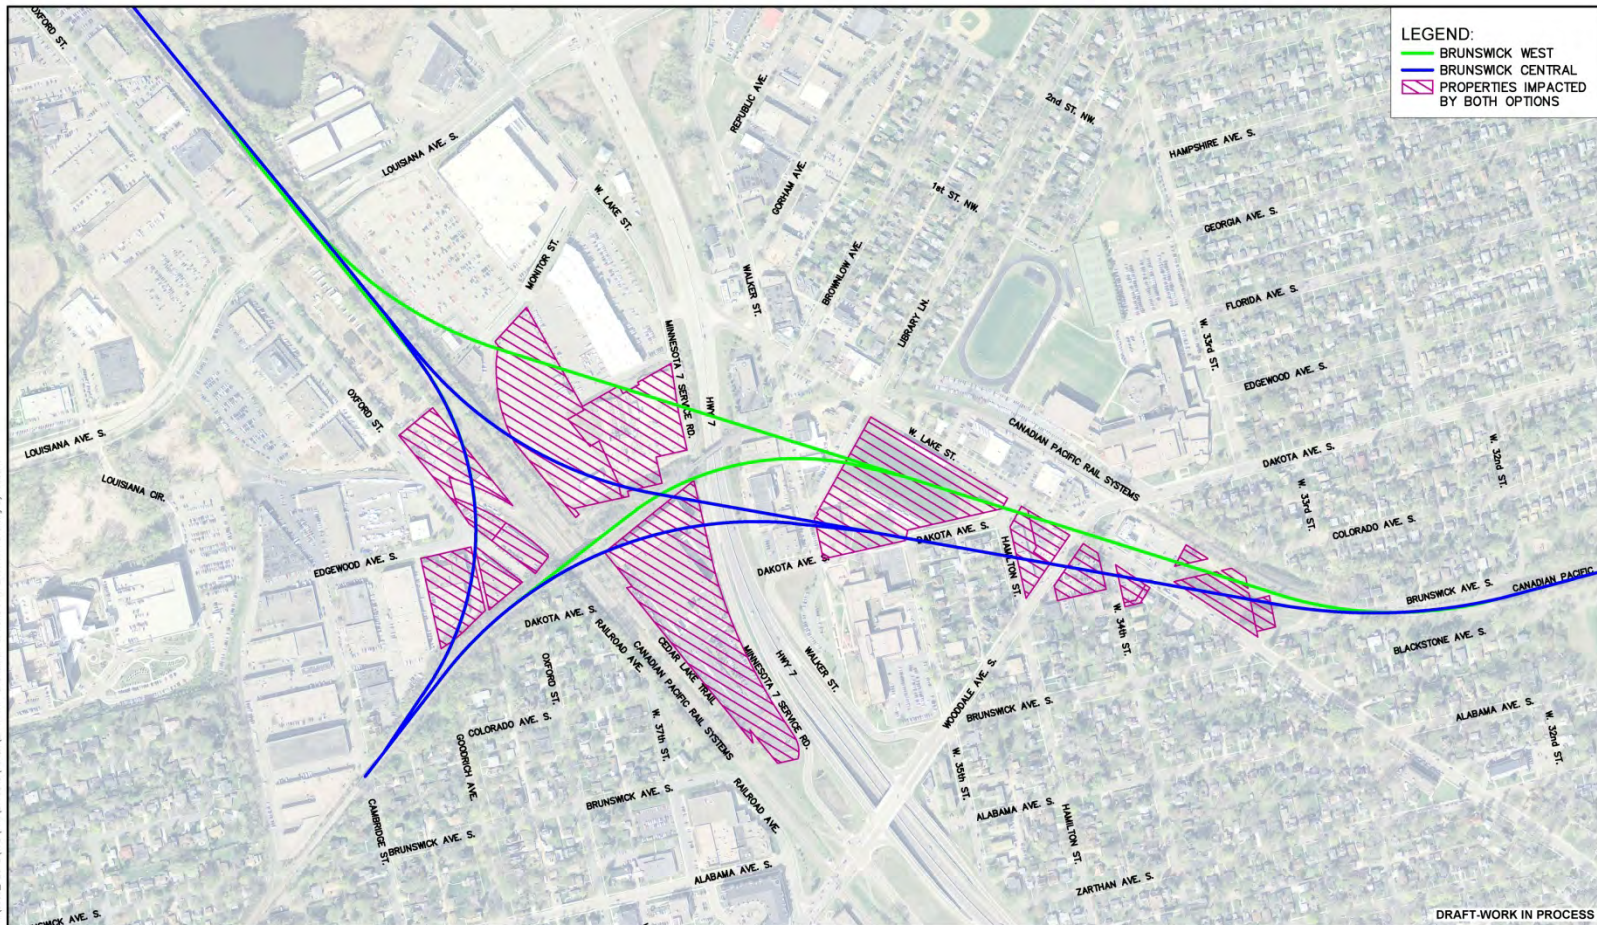 LEGEND:
BRUNSWICK WEST
BRUNSWICK CENTRAL
PROPERTIES IMPACTED
BY BOTH OPTIONS
OXFORD ST.
REPUBLIC AVE.
2nd ST. NW.
LOUISIANA AVE. S.
HAMPSHIRE AVE. S.
W. LAKE ST.
GORHAM AVE.
1st ST. NW.
GEORGIA AVE. S.
MONITOR ST.
WALKER ST.
BROWNLOW AVE.
FLORIDA AVE. S.
LIBRARY LN.
W. 33rd ST.
MINNESOTA 7 SERVICE RD.
EDGEWOOD AVE. S.
OXFORD ST.
HWY 7
LOUISIANA AVE. S.
W. LAKE ST.
CANADIAN PACIFIC RAIL SYSTEMS
DAKOTA AVE. S.
W. 32nd ST.
LOUISIANA CIR.
W. 33rd ST.
COLORADO AVE. S.
DAKOTA AVE. S.
EDGEWOOD AVE. S.
DAKOTA AVE. S.
HAMILTON ST.
BRUNSWICK AVE. S.
CANADIAN PACIFIC
DAKOTA AVE. S.
RAILROAD AVE.
W. 34th ST.
BLACKSTONE AVE. S.
CANADIAN PACIFIC RAIL SYSTEMS
CEDAR LAKE TRAIL
MINNESOTA 7 SERVICE RD.
HWY 7
WALKER ST.
OXFORD ST.
WOODDALE AVE. S.
COLORADO AVE. S.
W. 37th ST.
GOODRICH AVE.
BRUNSWICK AVE. S.
ALABAMA AVE. S.
W. 32nd ST.
W. 35th ST.
BRUNSWICK AVE. S.
RAILROAD AVE.
CAMBRIDGE ST.
BRUNSWICK AVE. S.
ALABAMA AVE. S.
HAMILTON ST.
ALABAMA AVE. S.
ZARTHAN AVE. S.
AVE. S.
DRAFT-WORK IN PROCESS